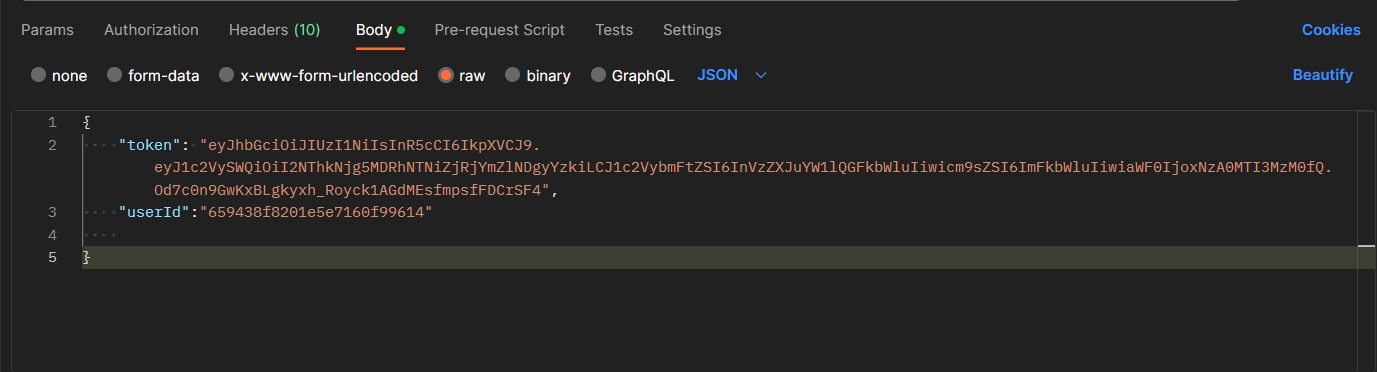 Params Authorization Headers (10) Body Pre-request Script Tests Settings Cookies
none form-data x-www-form-urlencoded raw binary GraphQL JSON Beautify
1 {
2 "token": "eyJhbGciOiJIUzI1NiIsInR5cCI6IkpXVCJ9.
eyJ1c2VySWQiOiI2NThkNjg5MDRhNTNiZjRjYmZlNDgyYzkiLCJ1c2VybmFtZSI6InVzZXJuYW1lQGFkbWluIiwicm9sZSI6ImFkbWluIiwiaWF0IjoxNzA0MTI3MzM0fQ.
Od7c0n9GwKxBLgkyxh_Royck1AGdMEsfmpsfFDCrSF4",
3 "userId":"659438f8201e5e7160f99614"
4
5 }